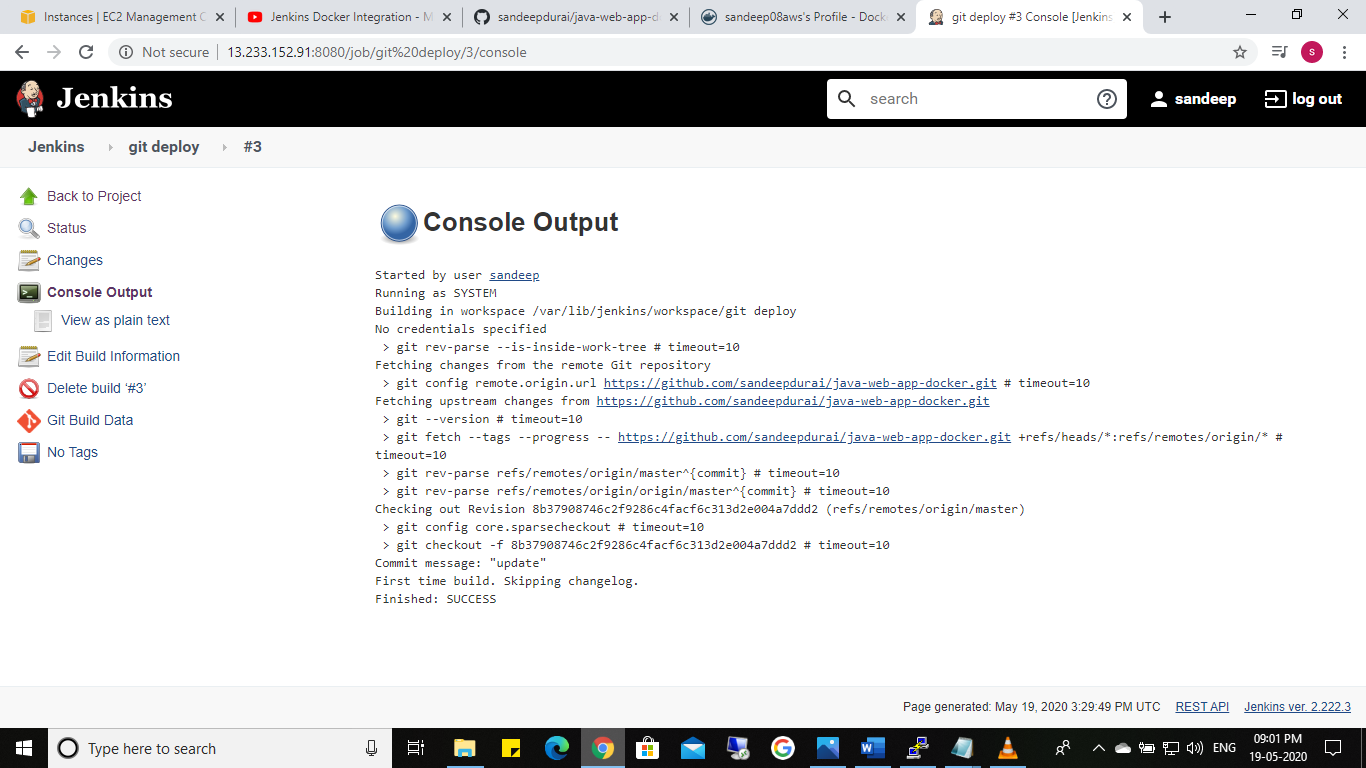 Instances | EC2 Management C
Jenkins Docker Integration - M
sandeepdurai/java-web-app-d
sandeep08aws's Profile - Dock
git deploy #3 Console [Jenkins
Not secure
13.233.152.91:8080/job/git%20deploy/3/console
s
Jenkins
search
sandeep
log out
Jenkins
git deploy
#3
Back to Project
Status
Changes
Console Output
View as plain text
Edit Build Information
Delete build ‘#3’
Git Build Data
No Tags
Console Output
Started by user sandeep
Running as SYSTEM
Building in workspace /var/lib/jenkins/workspace/git deploy
No credentials specified
> git rev-parse --is-inside-work-tree # timeout=10
Fetching changes from the remote Git repository
> git config remote.origin.url https://github.com/sandeepdurai/java-web-app-docker.git # timeout=10
Fetching upstream changes from https://github.com/sandeepdurai/java-web-app-docker.git
> git --version # timeout=10
> git fetch --tags --progress -- https://github.com/sandeepdurai/java-web-app-docker.git +refs/heads/*:refs/remotes/origin/* #
timeout=10
> git rev-parse refs/remotes/origin/master^{commit} # timeout=10
> git rev-parse refs/remotes/origin/origin/master^{commit} # timeout=10
Checking out Revision 8b37908746c2f9286c4facf6c313d2e004a7ddd2 (refs/remotes/origin/master)
> git config core.sparsecheckout # timeout=10
> git checkout -f 8b37908746c2f9286c4facf6c313d2e004a7ddd2 # timeout=10
Commit message: "update"
First time build. Skipping changelog.
Finished: SUCCESS
Page generated: May 19, 2020 3:29:49 PM UTC
REST API
Jenkins ver. 2.222.3
Type here to search
ENG
09:01 PM
19-05-2020